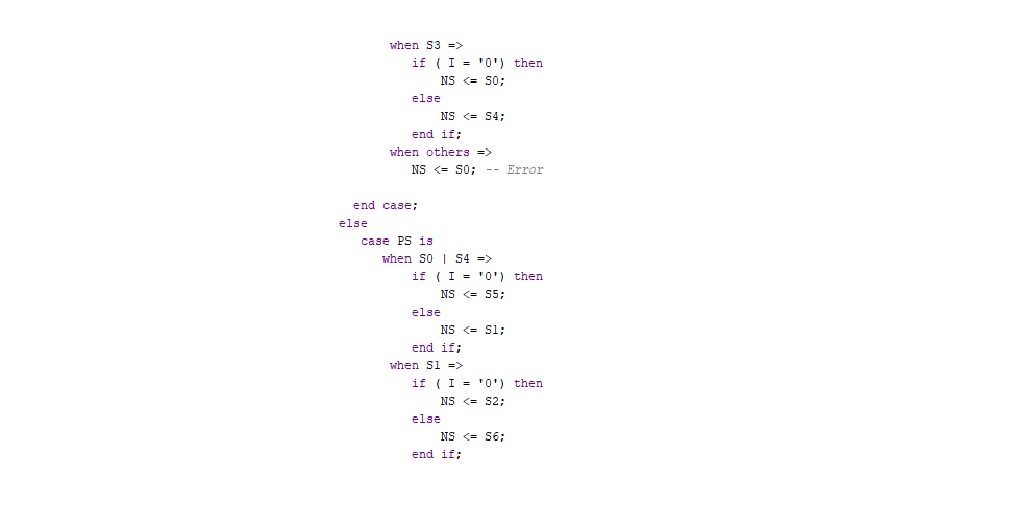 when S3 =>
if ( I = '0') then
NS <= S0;
else
NS <= S4;
end if;
when others =>
NS <= S0; -- Error
end case;
else
case PS is
when S0 | S4 =>
if ( I = '0') then
NS <= S5;
else
NS <= S1;
end if;
when S1 =>
if ( I = '0') then
NS <= S2;
else
NS <= S6;
end if;